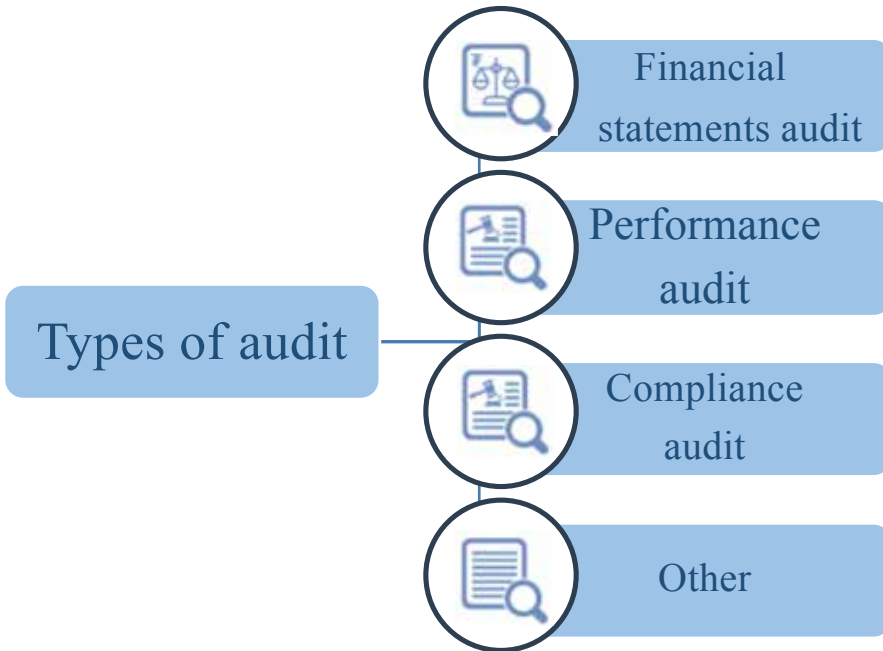 Types of audit
Financial
statements audit
Performance
audit
Compliance
audit
Other